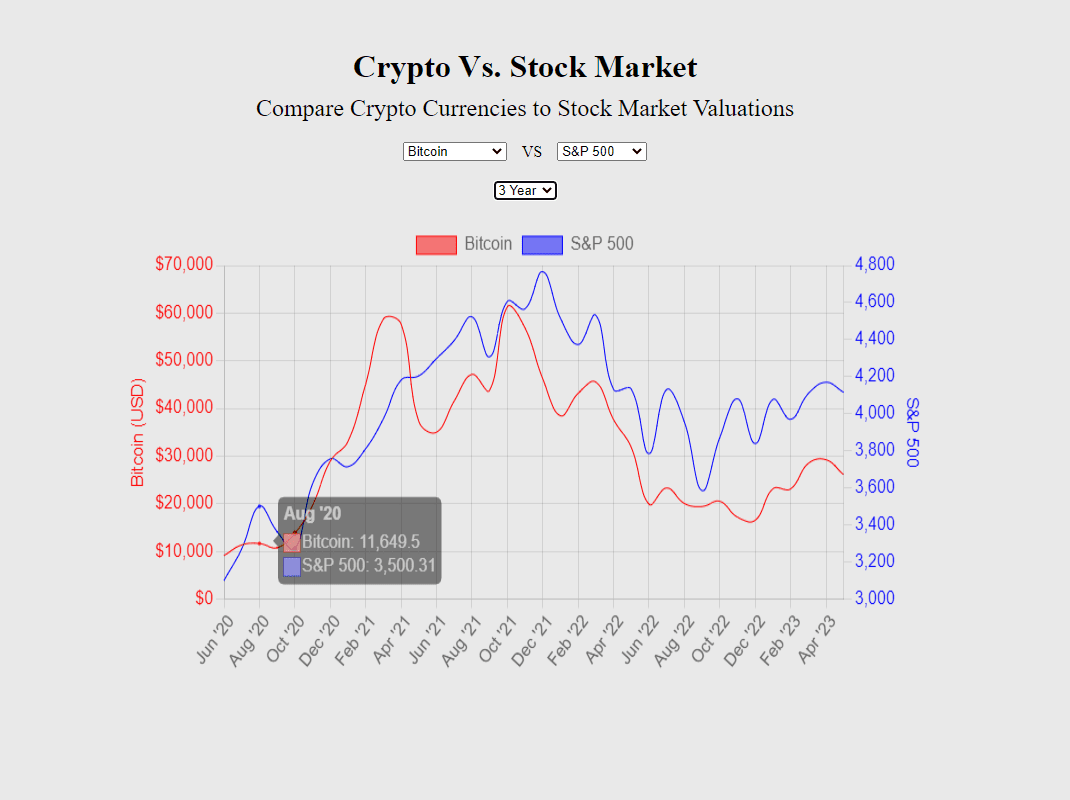 Crypto Vs. Stock Market
Compare Crypto Currencies to Stock Market Valuations
Bitcoin VS S&P 500
3 Year
Bitcoin S&P 500
$70,000
$60,000
$50,000
$40,000
$30,000
$20,000
$10,000
$0
Bitcoin (USD)
4,800
4,600
4,400
4,200
4,000
3,800
3,600
3,400
3,200
3,000
S&P 500
Aug '20
Bitcoin: 11,649.5
S&P 500: 3,500.31
Jun '20
Aug '20
Oct '20
Dec '20
Feb '21
Apr '21
Jun '21
Aug '21
Oct '21
Dec '21
Feb '22
Apr '22
Jun '22
Aug '22
Oct '22
Dec '22
Feb '23
Apr '23